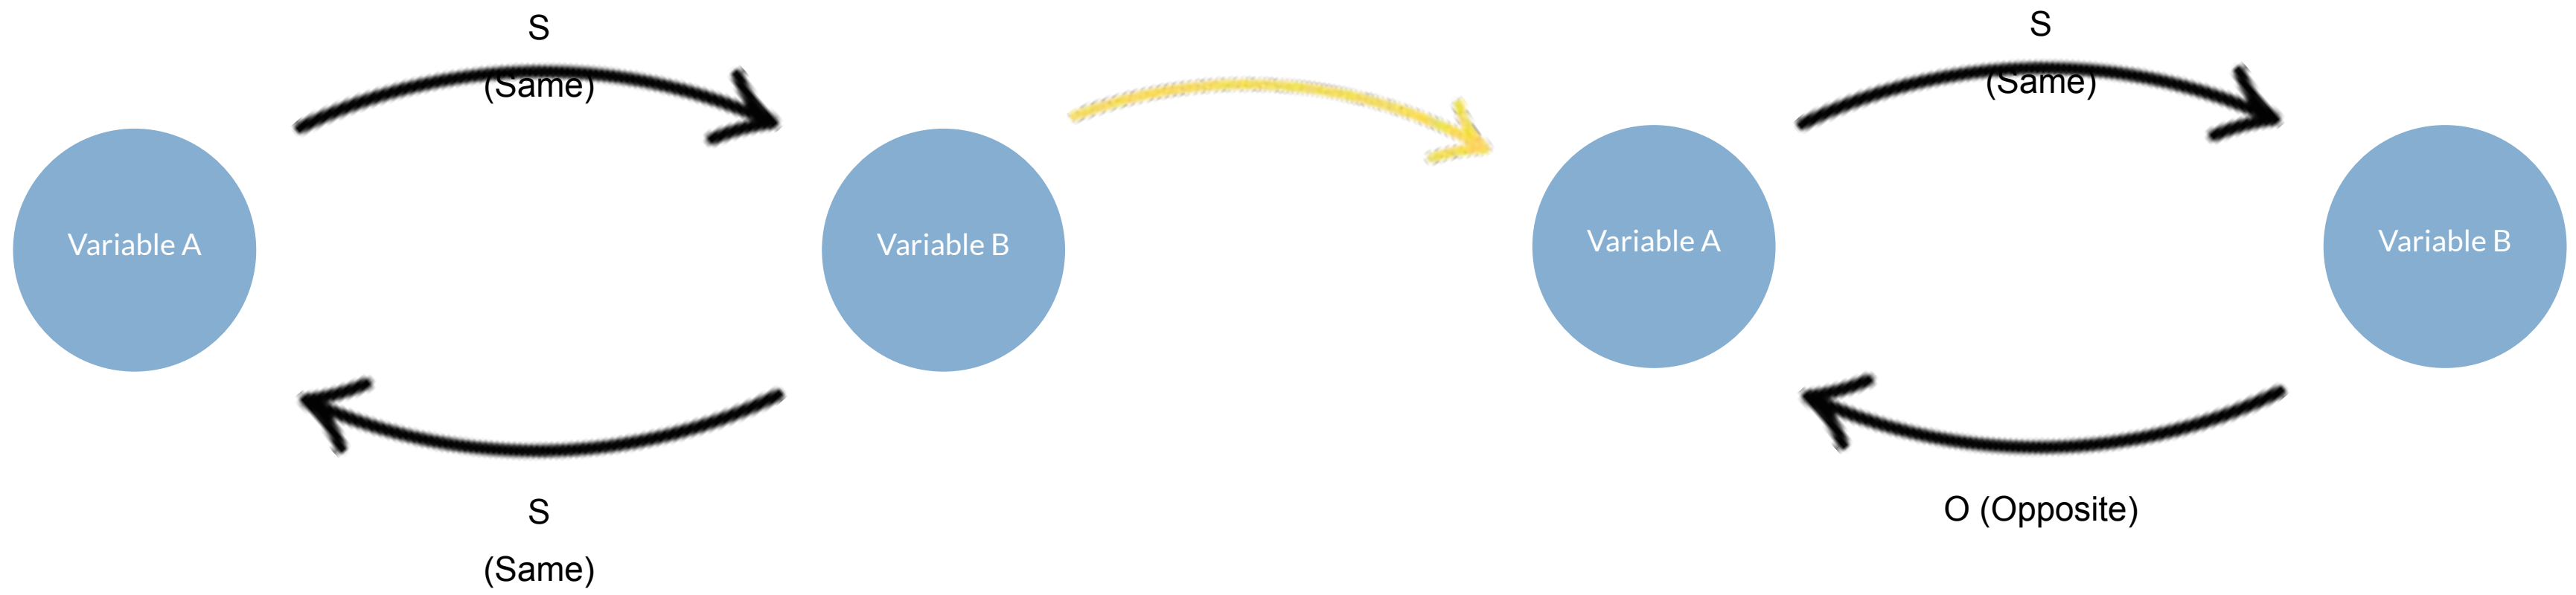 S
(Same)
Variable A
Variable B
S
(Same)
S
(Same)
Variable A
Variable B
O (Opposite)